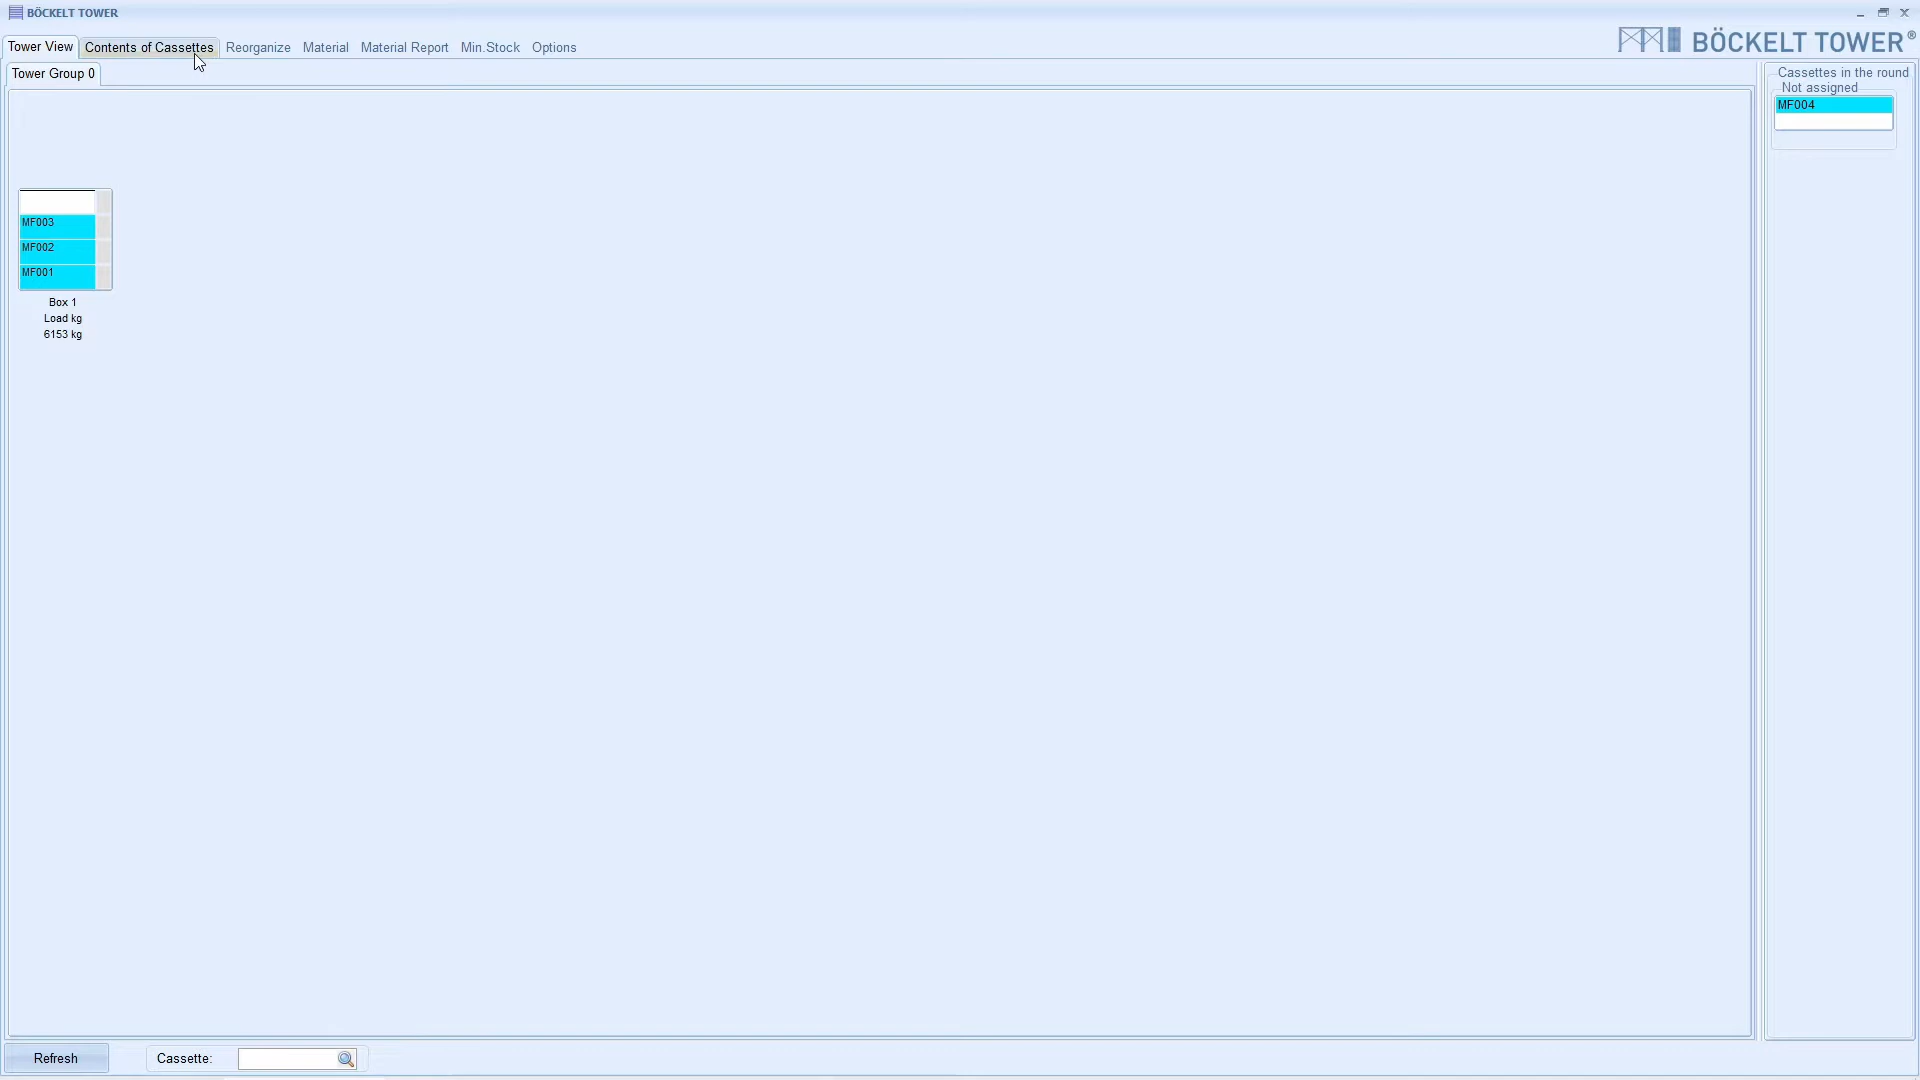 BÖCKELT TOWER
Tower View Contents of Cassettes Reorganize Material Material Report Min.Stock Options
BÖCKELT TOWER®
Tower Group 0
Cassettes in the round
Not assigned
MF004
MF003
MF002
MF001
Box 1
Load kg
6153 kg
Refresh Cassette: